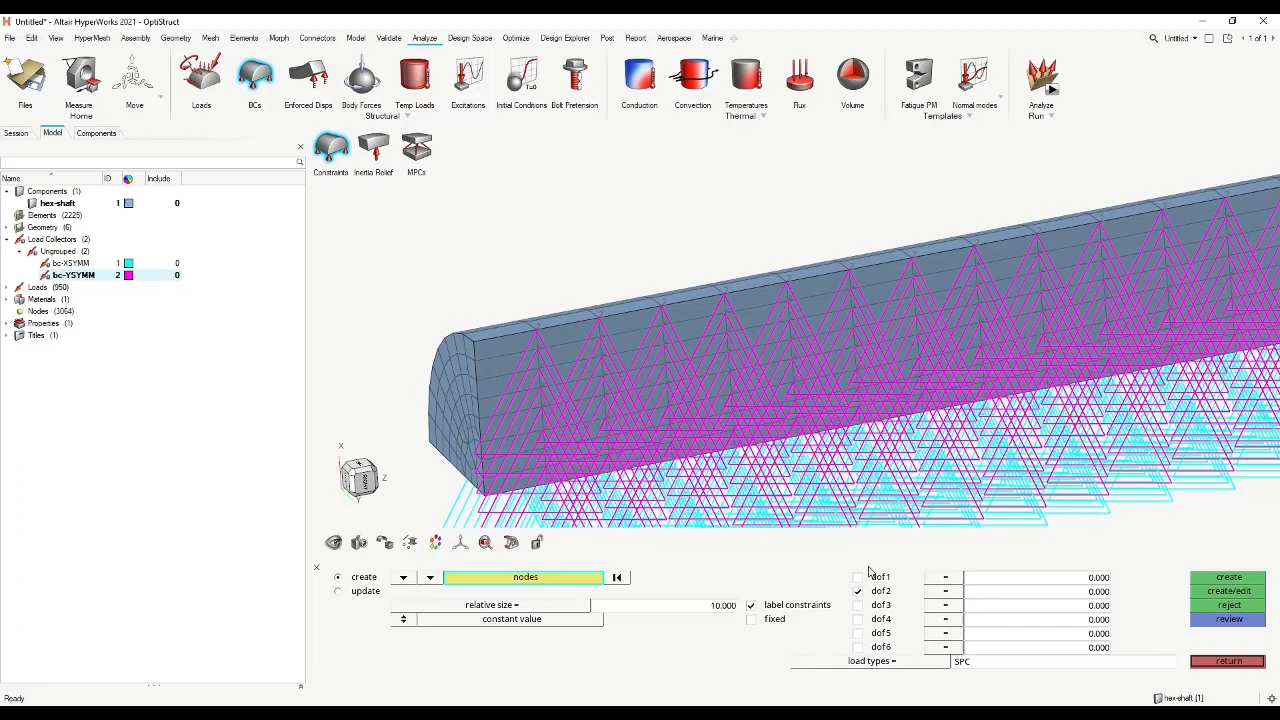 Untitled* - Altair HyperWorks 2021 - OptiStruct
File Edit View HyperMesh Assembly Geometry Mesh Elements Morph Connectors Model Validate Analyze Design Space Optimize Design Explorer Post Report Aerospace Marine Untitled 1 of 1
Files Measure Move Loads BCs Enforced Disps Body Forces Temp Loads Excitations Initial Conditions Bolt Pretension Conduction Convection Temperatures Flux Volume Fatigue PM Normal modes Analyze
Home Structural Thermal Templates Run
Session Model Components
Constraints Inertia Relief MPCs
Name ID Include
Components (1)
hex-shaft 1 0
Elements (2225)
Geometry (6)
Load Collectors (2)
Ungrouped (2)
bc-XSYMM 1 0
bc-YSYMM 2 0
Loads (950)
Materials (1)
Nodes (3064)
Properties (1)
Titles (1)
X
Z
create nodes dof1 = 0.000 create
update dof2 = 0.000 create/edit
relative size = 10.000 label constraints dof3 = 0.000 reject
constant value fixed dof4 = 0.000 review
dof5 = 0.000
dof6 = 0.000
load types = SPC return
Ready hex-shaft [1]